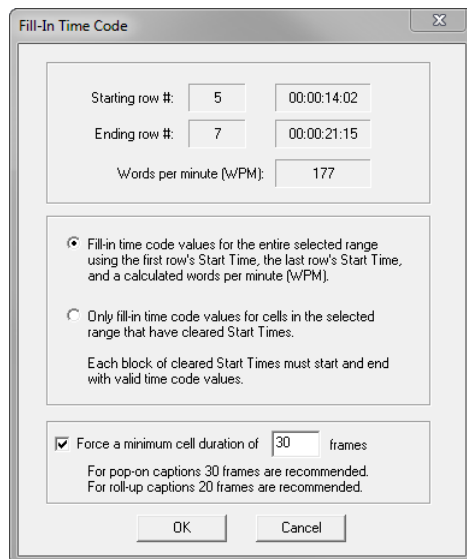 Fill-In Time Code
Starting row #: 5 00:00:14:02
Ending row #: 7 00:00:21:15
Words per minute (WPM): 177
Fill-in time code values for the entire selected range
using the first row's Start Time, the last row's Start Time,
and a calculated words per minute (WPM).
Only fill-in time code values for cells in the selected
range that have cleared Start Times.
Each block of cleared Start Times must start and end
with valid time code values.
Force a minimum cell duration of 30 frames
For pop-on captions 30 frames are recommended.
For roll-up captions 20 frames are recommended.
OK Cancel